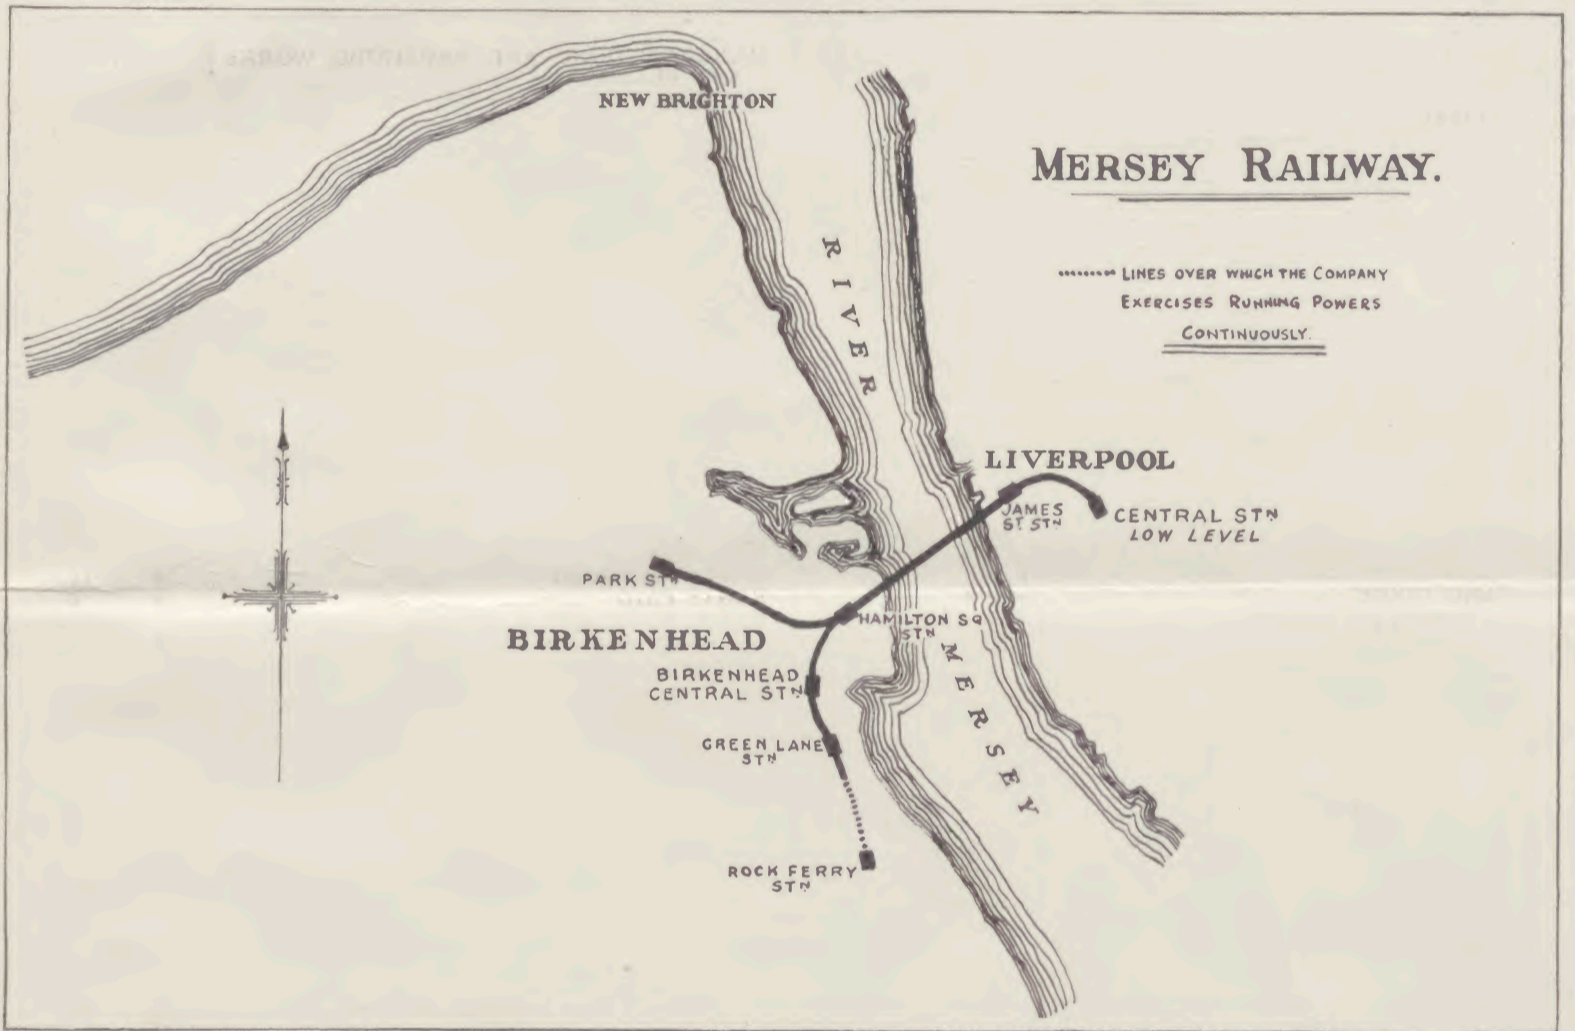 NEW BRIGHTON
MERSEY RAILWAY.
LINES OVER WHICH THE COMPANY
EXERCISES RUNNING POWERS
CONTINUOUSLY.
RIVER
LIVERPOOL
JAMES
ST STN
CENTRAL STN
LOW LEVEL
PARK STN
HAMILTON SQ
STN
BIRKENHEAD
BIRKENHEAD
CENTRAL STN
MERSEY
GREEN LANE
STN
ROCK FERRY
STN